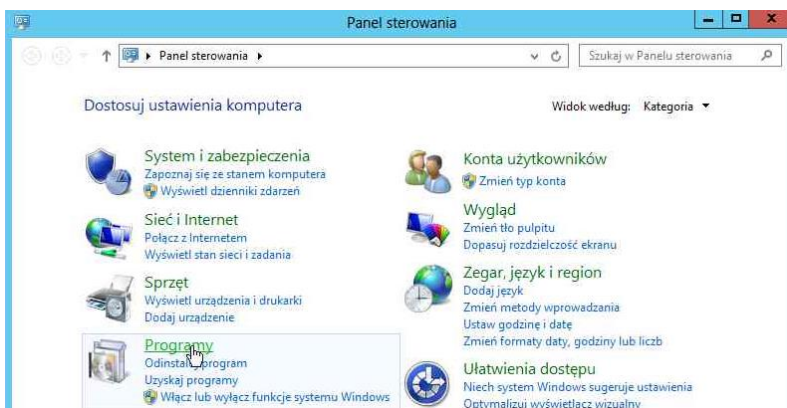 Panel sterowania
Panel sterowania
Szukaj w Panelu sterowania
Dostosuj ustawienia komputera
Widok według: Kategoria
System i zabezpieczenia
Zapoznaj się ze stanem komputera
Wyświetl dzienniki zdarzeń
Sieć i Internet
Połącz z Internetem
Wyświetl stan sieci i zadania
Sprzęt
Wyświetl urządzenia i drukarki
Dodaj urządzenie
Programy
Odinstaluj program
Uzyskaj programy
Włącz lub wyłącz funkcje systemu Windows
Konta użytkowników
Zmień typ konta
Wygląd
Zmień tło pulpitu
Dopasuj rozdzielczość ekranu
Zegar, język i region
Dodaj język
Zmień metody wprowadzania
Ustaw godzinę i datę
Zmień formaty daty, godziny lub liczb
Ułatwienia dostępu
Niech system Windows sugeruje ustawienia
Optymalizuj wyświetlacz wizualny